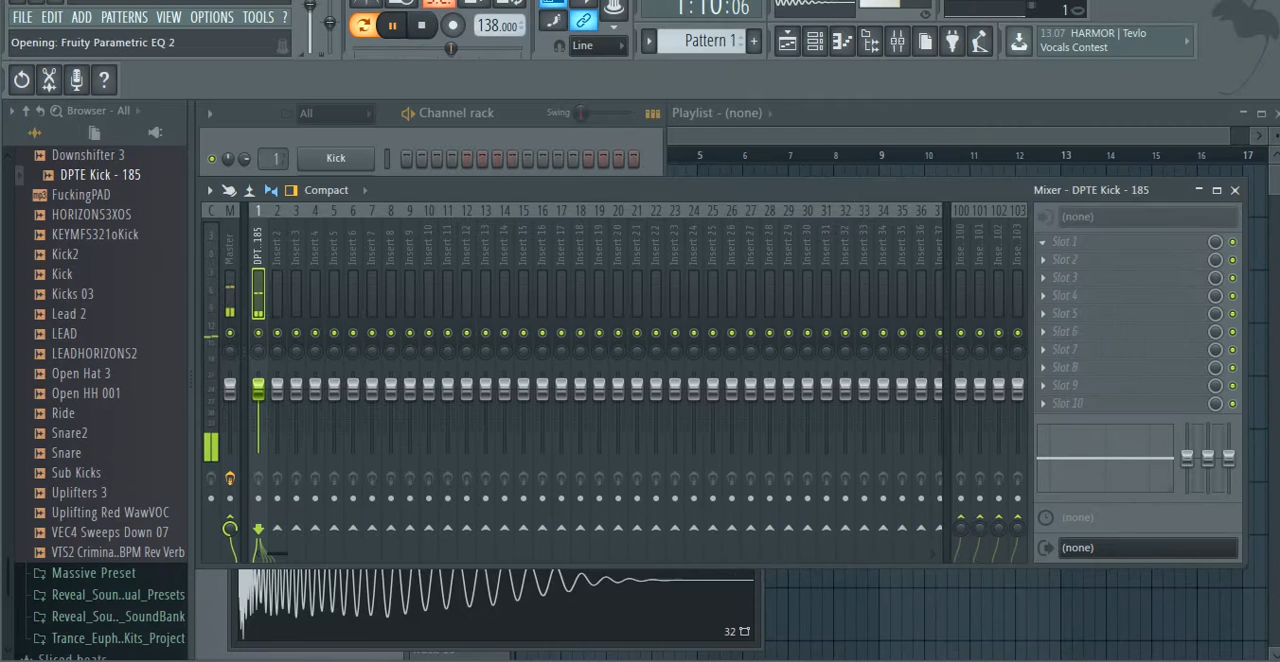 1:10:06
1
FILE EDIT ADD PATTERNS VIEW OPTIONS TOOLS ?
138.000
Opening: Fruity Parametric EQ 2
Line
Pattern 1
13.07 HARMOR | Tevlo
Vocals Contest
Browser - All
All
Channel rack
Swing
Playlist - (none)
1
Kick
5 6 7 8 9 10 11 12 13 14 15 16 17
Downshifter 3
DPTE Kick - 185
FuckingPAD
HORIZONS3XOS
KEYMFS321oKick
Kick2
Kick
Kicks 03
Lead 2
LEAD
LEADHORIZONS2
Open Hat 3
Open HH 001
Ride
Snare2
Snare
Sub Kicks
Uplifters 3
Uplifting Red WawVOC
VEC4 Sweeps Down 07
VTS2 Crimina..BPM Rev Verb
Massive Preset
Reveal_Soun..ual_Presets
Reveal_Sou.._SoundBank
Trance_Euph..Kits_Project
Sliced beats
Compact
Mixer - DPTE Kick - 185
C M 1 2 3 4 5 6 7 8 9 10 11 12 13 14 15 16 17 18 19 20 21 22 23 24 25 26 27 28 29 30 31 32 33 34 35 36 100 101 102 103
Master
DPT. 185
Insert 2
Insert 3
Insert 4
Insert 5
Insert 6
Insert 7
Insert 8
Insert 9
Insert 10
Insert 11
Insert 12
Insert 13
Insert 14
Insert 15
Insert 16
Insert 17
Insert 18
Insert 19
Insert 20
Insert 21
Insert 22
Insert 23
Insert 24
Insert 25
Insert 26
Insert 27
Insert 28
Insert 29
Insert 30
Insert 31
Insert 32
Insert 33
Insert 34
Insert 35
Insert 36
Inse. 100
Inse. 101
Inse. 102
Inse. 103
(none)
Slot 1
Slot 2
Slot 3
Slot 4
Slot 5
Slot 6
Slot 7
Slot 8
Slot 9
Slot 10
(none)
(none)
32